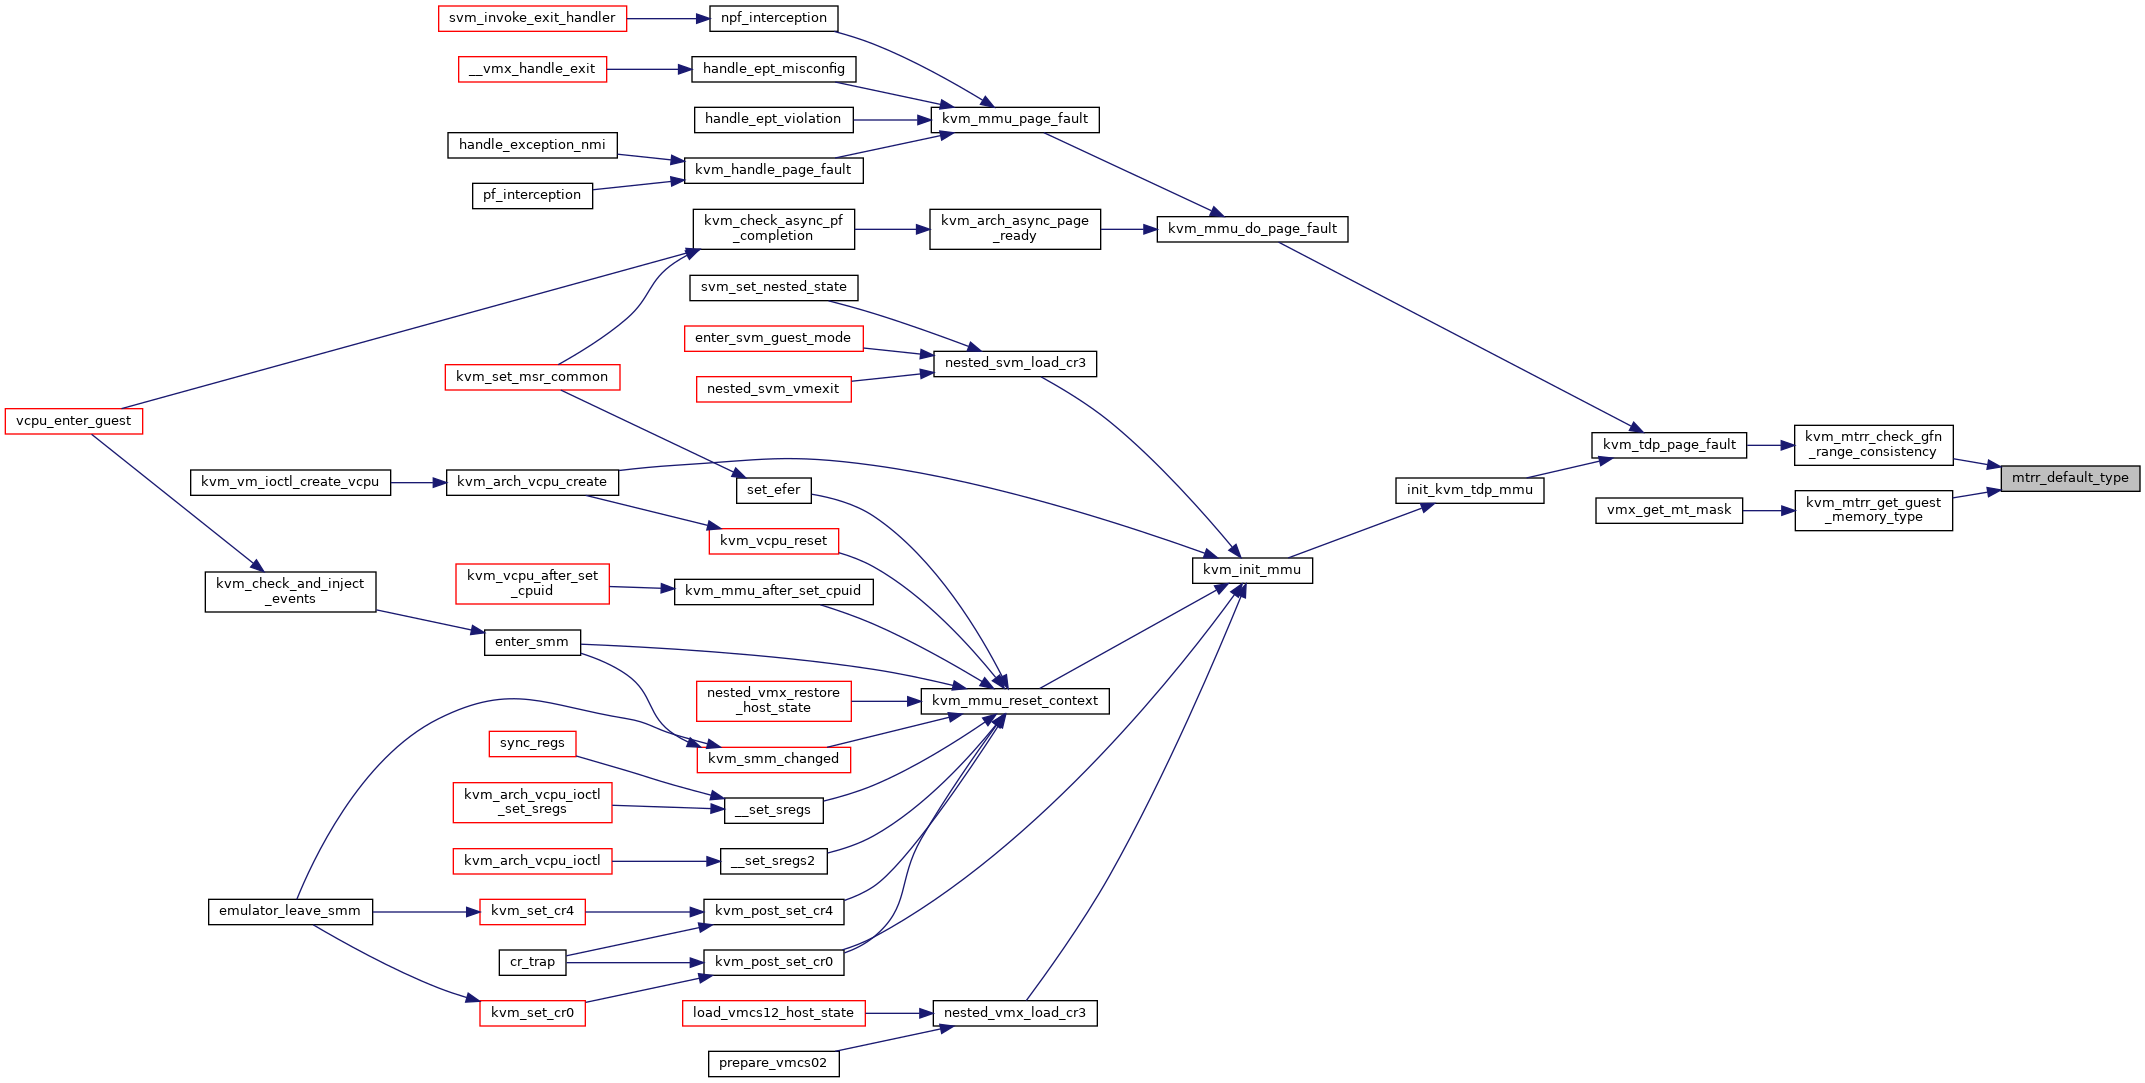 svm_invoke_exit_handler
npf_interception
__vmx_handle_exit
handle_ept_misconfig
handle_ept_violation
kvm_mmu_page_fault
handle_exception_nmi
kvm_handle_page_fault
pf_interception
kvm_check_async_pf
_completion
kvm_arch_async_page
_ready
kvm_mmu_do_page_fault
svm_set_nested_state
enter_svm_guest_mode
nested_svm_load_cr3
kvm_set_msr_common
nested_svm_vmexit
vcpu_enter_guest
kvm_tdp_page_fault
kvm_mtrr_check_gfn
_range_consistency
mtrr_default_type
kvm_vm_ioctl_create_vcpu
kvm_arch_vcpu_create
set_efer
init_kvm_tdp_mmu
vmx_get_mt_mask
kvm_mtrr_get_guest
_memory_type
kvm_vcpu_reset
kvm_init_mmu
kvm_check_and_inject
_events
kvm_vcpu_after_set
_cpuid
kvm_mmu_after_set_cpuid
enter_smm
nested_vmx_restore
_host_state
kvm_mmu_reset_context
sync_regs
kvm_smm_changed
kvm_arch_vcpu_ioctl
_set_sregs
__set_sregs
kvm_arch_vcpu_ioctl
__set_sregs2
emulator_leave_smm
kvm_set_cr4
kvm_post_set_cr4
cr_trap
kvm_post_set_cr0
kvm_set_cr0
load_vmcs12_host_state
nested_vmx_load_cr3
prepare_vmcs02